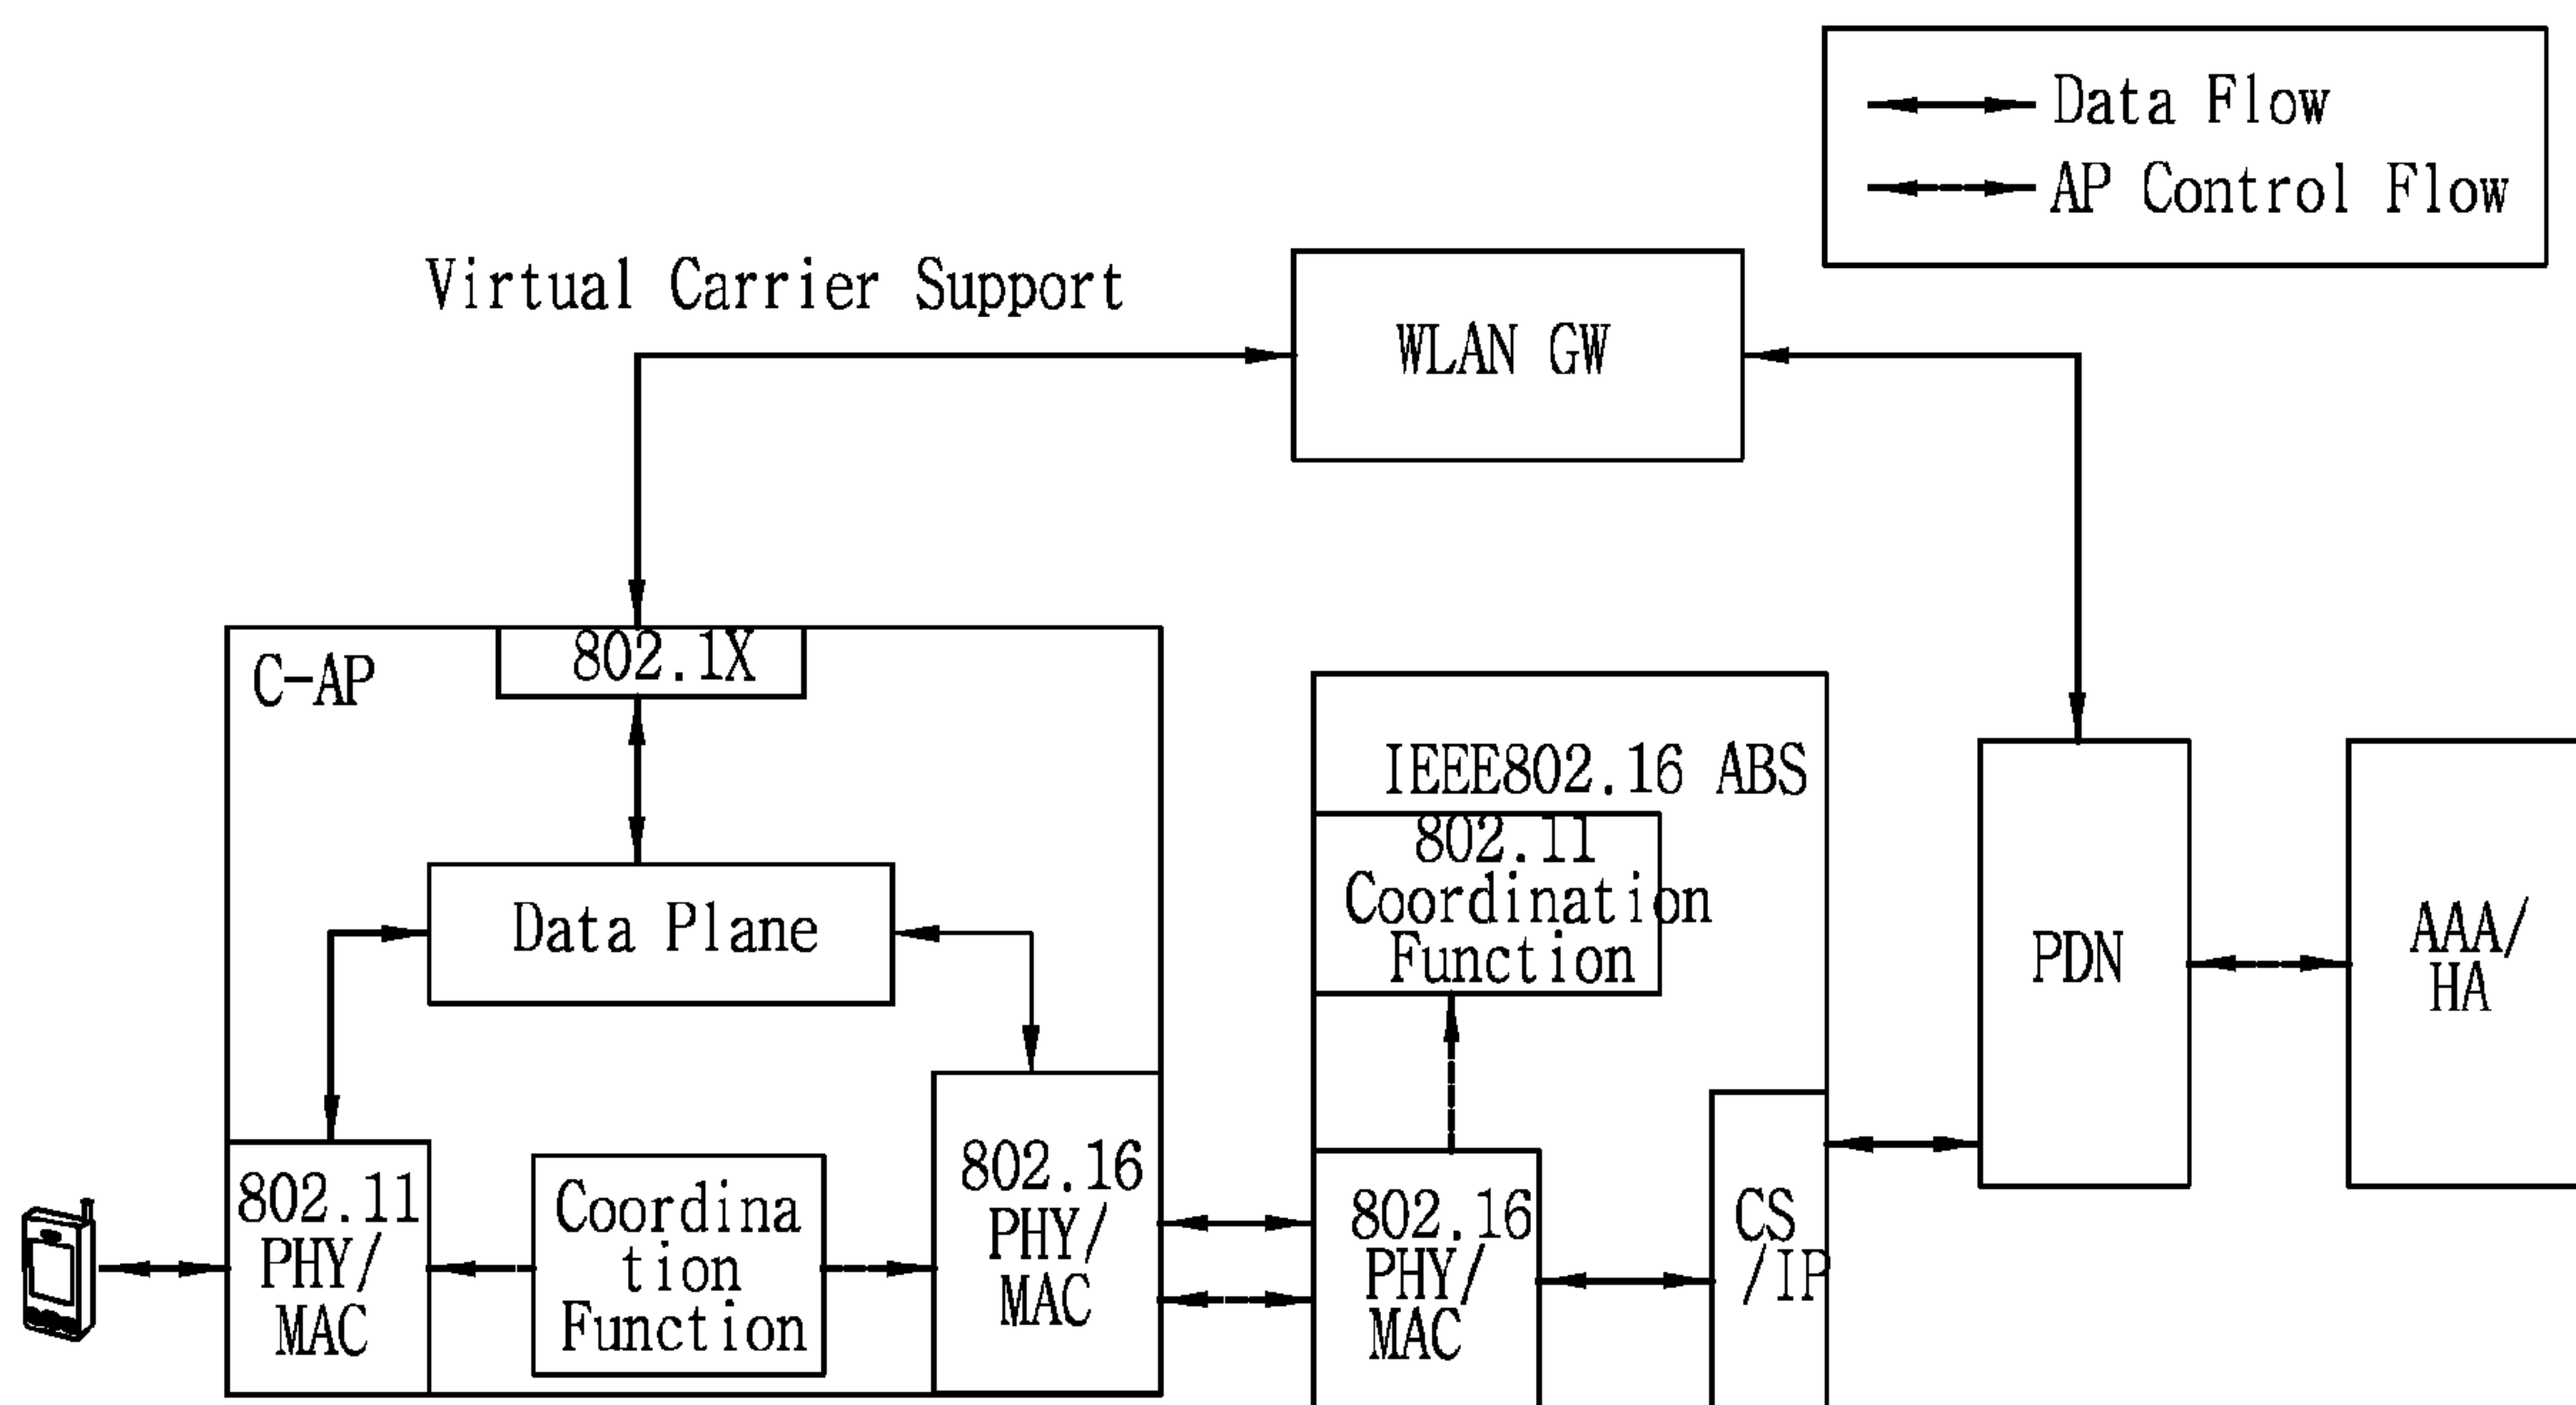 Data Flow
AP Control Flow
Virtual Carrier Support
WLAN GW
C-AP
802.1X
Data Plane
802.11
PHY/
MAC
Coordina
tion
Function
802.16
PHY/
MAC
IEEE802.16 ABS
802.11
Coordination
Function
802.16
PHY/
MAC
CS
/IP
PDN
AAA/
HA